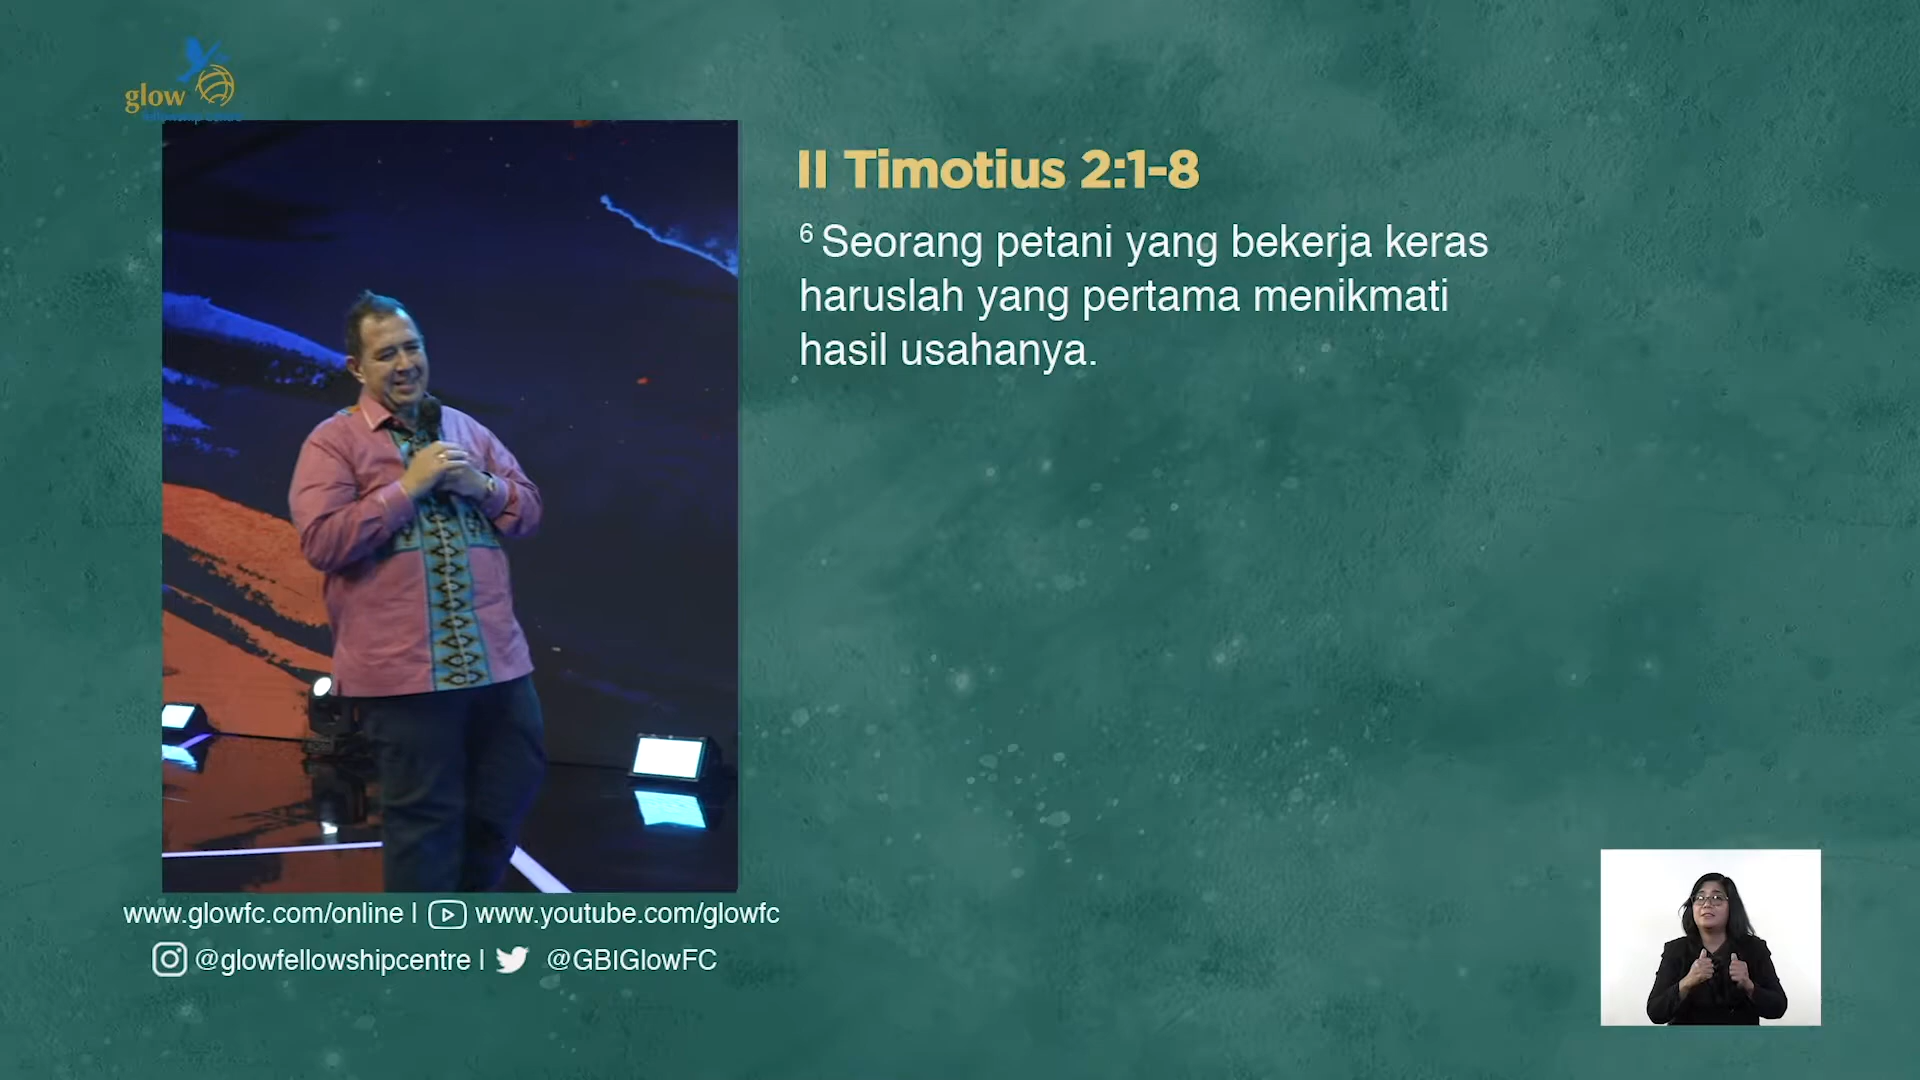 glow
II Timotius 2:1-8
6 Seorang petani yang bekerja keras
haruslah yang pertama menikmati
hasil usahanya.
www.glowfc.com/online | www.youtube.com/glowfc
@glowfellowshipcentre | @GBIGlowFC